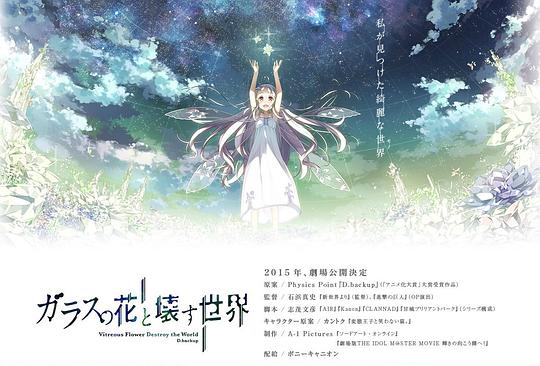 私が見つけた綺麗な世界
ガラスの花と壊す世界
Vitreous Flower Destroy the World
D.backup
2015年、劇場公開決定
原案 / Physics Point『D.backup』(「アニメ化大賞」大賞受賞作品)
監督 / 石浜真史『新世界より』(監督)、『進撃の巨人』(OP演出)
脚本 / 志茂文彦『AIR』『Kanon』『CLANNAD』『甘城ブリリアントパーク』(シリーズ構成)
キャラクター原案 / カントク『変態王子と笑わない猫。』
制作 / A-1 Pictures『ソードアート・オンライン』
『劇場版THE IDOL M@STER MOVIE 輝きの向こう側へ!』
配給 / ポニーキャニオン